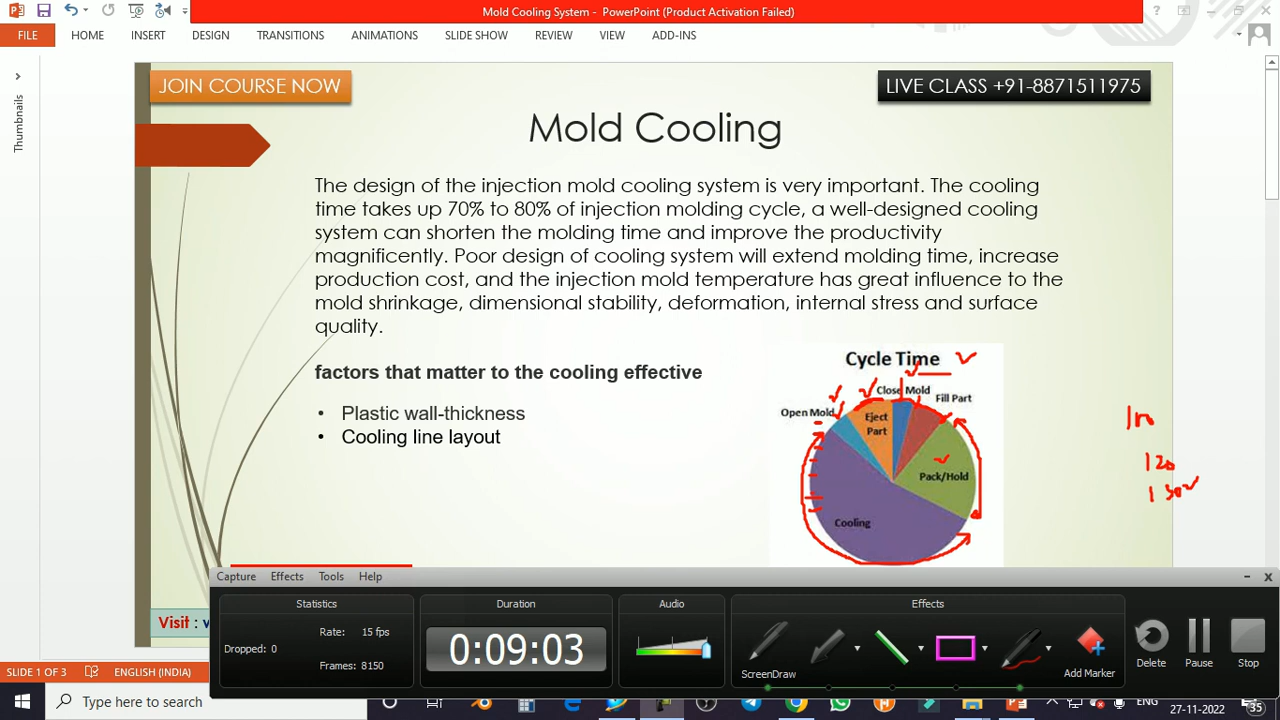 Mold Cooling System - PowerPoint (Product Activation Failed)
FILE HOME INSERT DESIGN TRANSITIONS ANIMATIONS SLIDE SHOW REVIEW VIEW ADD-INS
Thumbnails
JOIN COURSE NOW
LIVE CLASS +91-8871511975
Mold Cooling
The design of the injection mold cooling system is very important. The cooling
time takes up 70% to 80% of injection molding cycle, a well-designed cooling
system can shorten the molding time and improve the productivity
magnificently. Poor design of cooling system will extend molding time, increase
production cost, and the injection mold temperature has great influence to the
mold shrinkage, dimensional stability, deformation, internal stress and surface
quality.
factors that matter to the cooling effective
• Plastic wall-thickness
• Cooling line layout
Cycle Time
Close Mold
Fill Part
Open Mold
Eject
Part
Pack/Hold
Cooling
120
Capture Effects Tools Help
Statistics
Duration
Audio
Effects
Dropped: 0
Rate: 15 fps
Frames: 8150
0:09:03
ScreenDraw
Add Marker
Delete
Pause
Stop
Visit :
SLIDE 1 OF 3
ENGLISH (INDIA)
Type here to search
27-11-2022
35